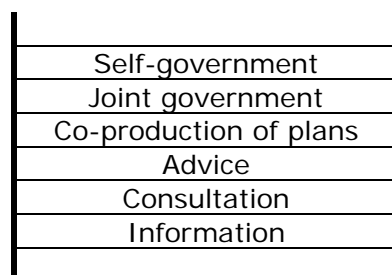 Self-government
Joint government
Co-production of plans
Advice
Consultation
Information